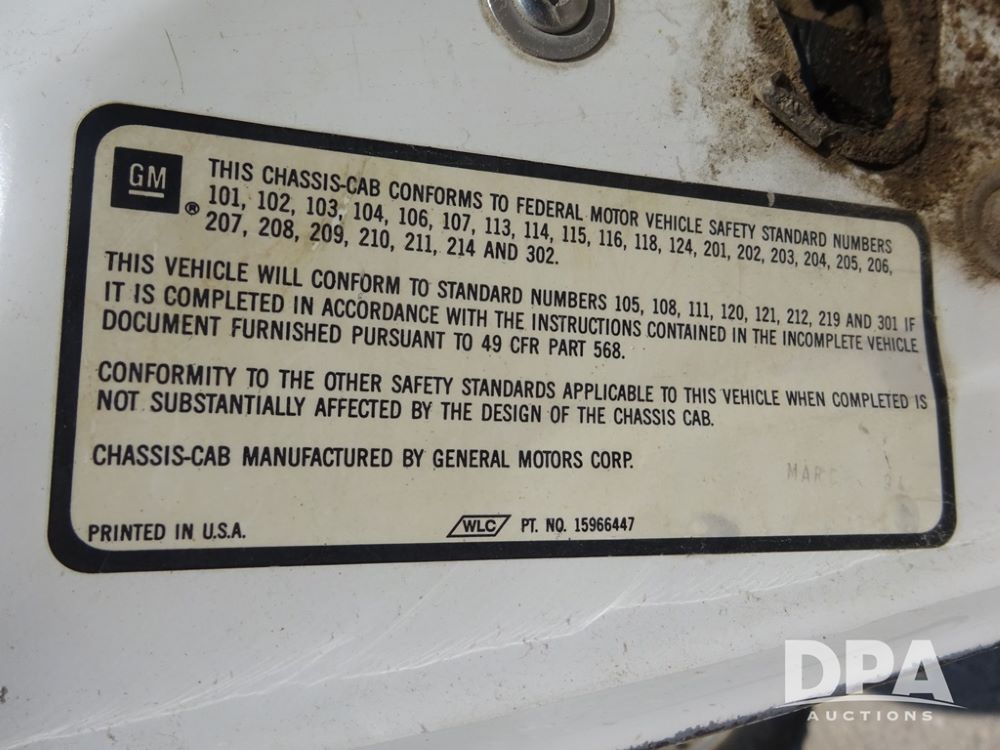 GM
®
THIS CHASSIS-CAB CONFORMS TO FEDERAL MOTOR VEHICLE SAFETY STANDARD NUMBERS
101, 102, 103, 104, 106, 107, 113, 114, 115, 116, 118, 124, 201, 202, 203, 204, 205, 206,
207, 208, 209, 210, 211, 214 AND 302.
THIS VEHICLE WILL CONFORM TO STANDARD NUMBERS 105, 108, 111, 120, 121, 212, 219 AND 301 IF
IT IS COMPLETED IN ACCORDANCE WITH THE INSTRUCTIONS CONTAINED IN THE INCOMPLETE VEHICLE
DOCUMENT FURNISHED PURSUANT TO 49 CFR PART 568.
CONFORMITY TO THE OTHER SAFETY STANDARDS APPLICABLE TO THIS VEHICLE WHEN COMPLETED IS
NOT SUBSTANTIALLY AFFECTED BY THE DESIGN OF THE CHASSIS CAB.
CHASSIS-CAB MANUFACTURED BY GENERAL MOTORS CORP.
PRINTED IN U.S.A. WLC PT. NO. 15966447
DPA
AUCTIONS